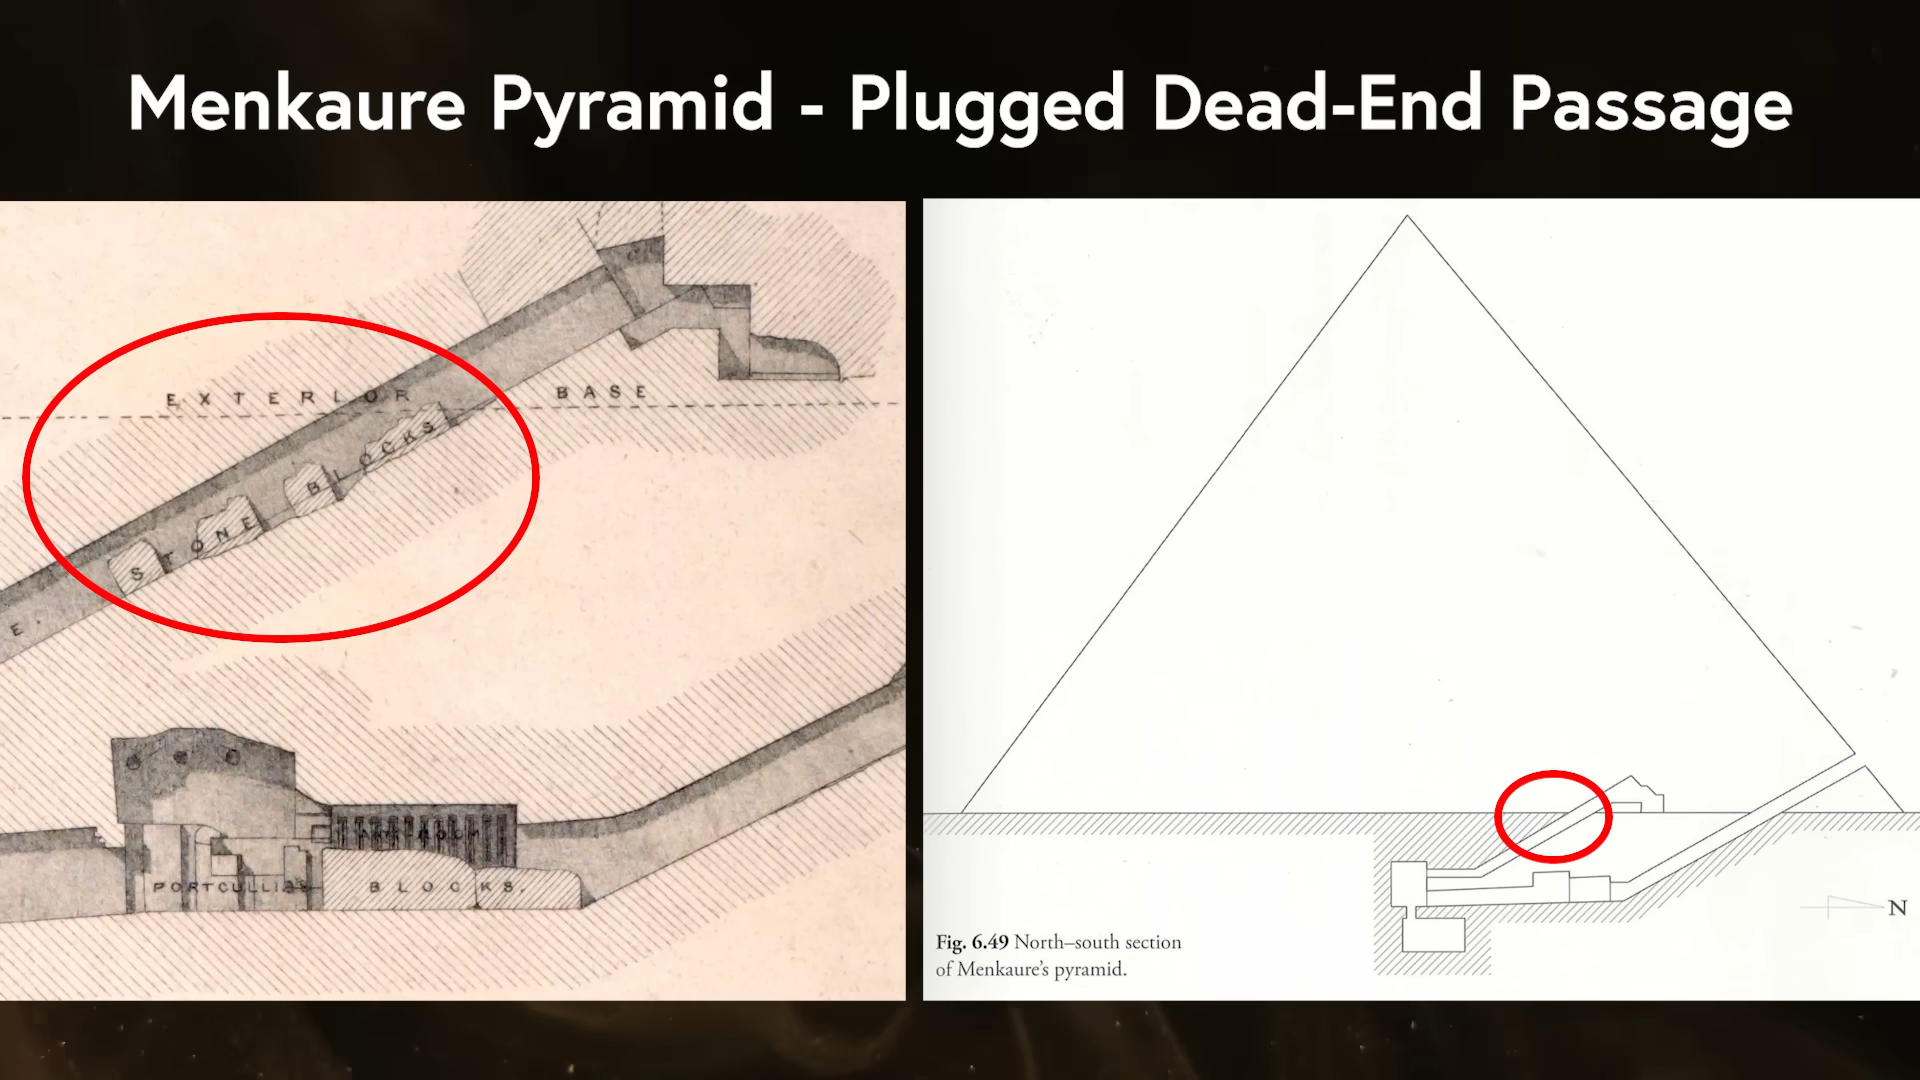 Menkaure Pyramid - Plugged Dead-End Passage
EXTERIOR BASE
STONE BLOCKS
E.
PORTCULLIS
BLOCKS.
N
Fig. 6.49 North–south section
of Menkaure's pyramid.